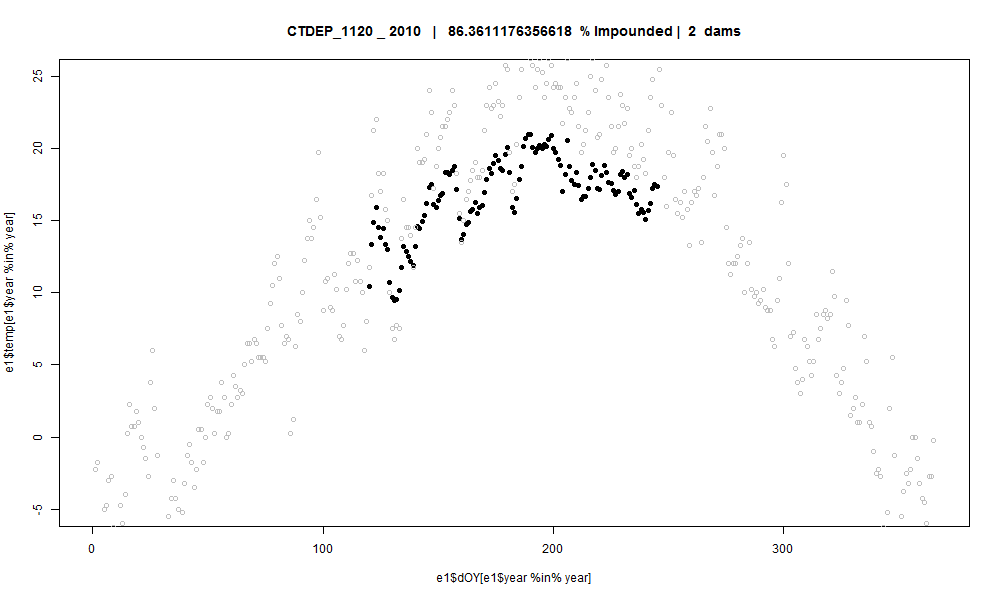 CTDEP_1120 _ 2010 | 86.3611176356618 % Impounded | 2 dams
e1$temp[e1$year %in% year]
25
20
15
10
5
0
-5
0 100 200 300
e1$dOY[e1$year %in% year]